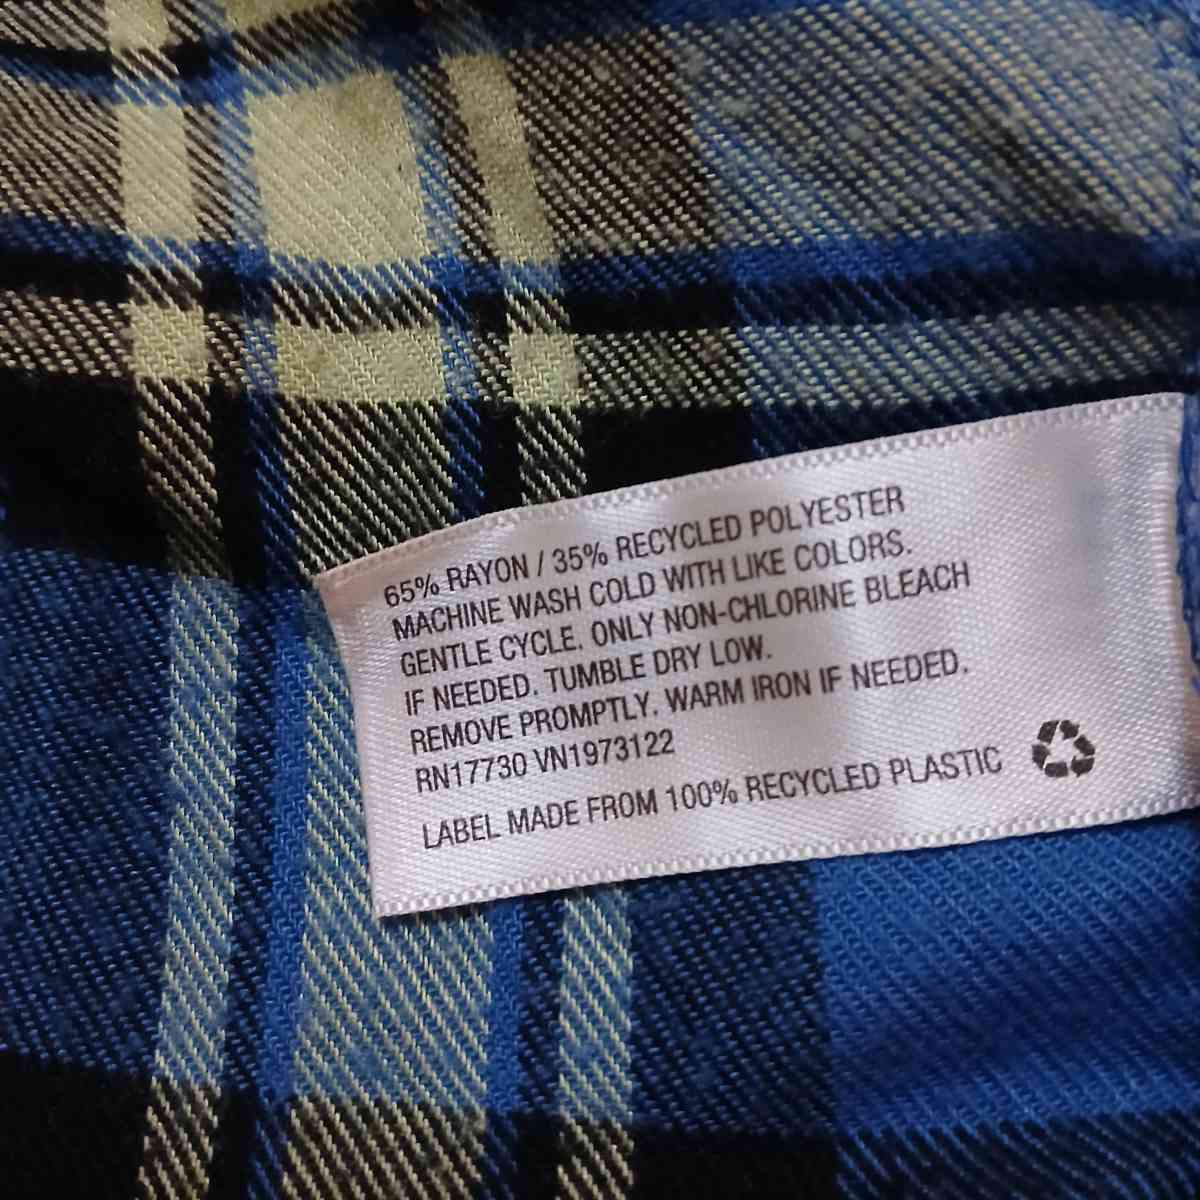 65% RAYON / 35% RECYCLED POLYESTER
MACHINE WASH COLD WITH LIKE COLORS.
GENTLE CYCLE. ONLY NON-CHLORINE BLEACH
IF NEEDED. TUMBLE DRY LOW.
REMOVE PROMPTLY. WARM IRON IF NEEDED.
RN17730 VN1973122
LABEL MADE FROM 100% RECYCLED PLASTIC